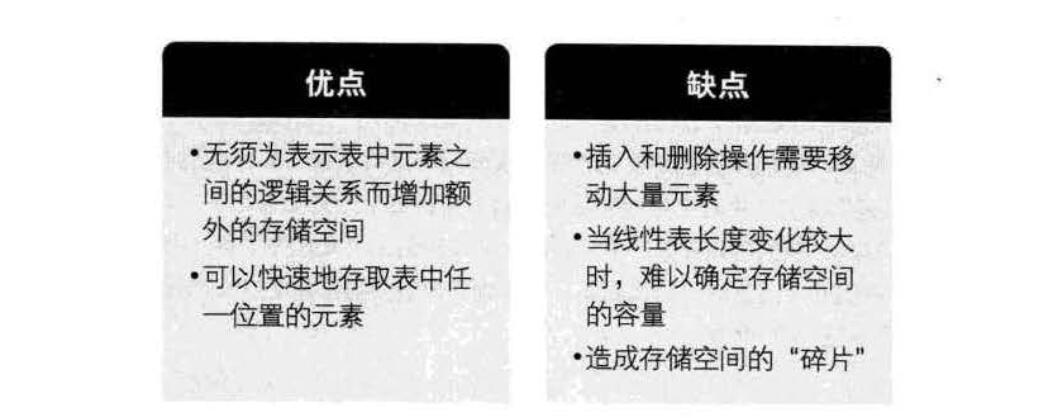 优点
•无须为表示表中元素之
间的逻辑关系而增加额
外的存储空间
•可以快速地存取表中任
一位置的元素
缺点
•插入和删除操作需要移
动大量元素
•当线性表长度变化较大
时，难以确定存储空间
的容量
•造成存储空间的“碎片”